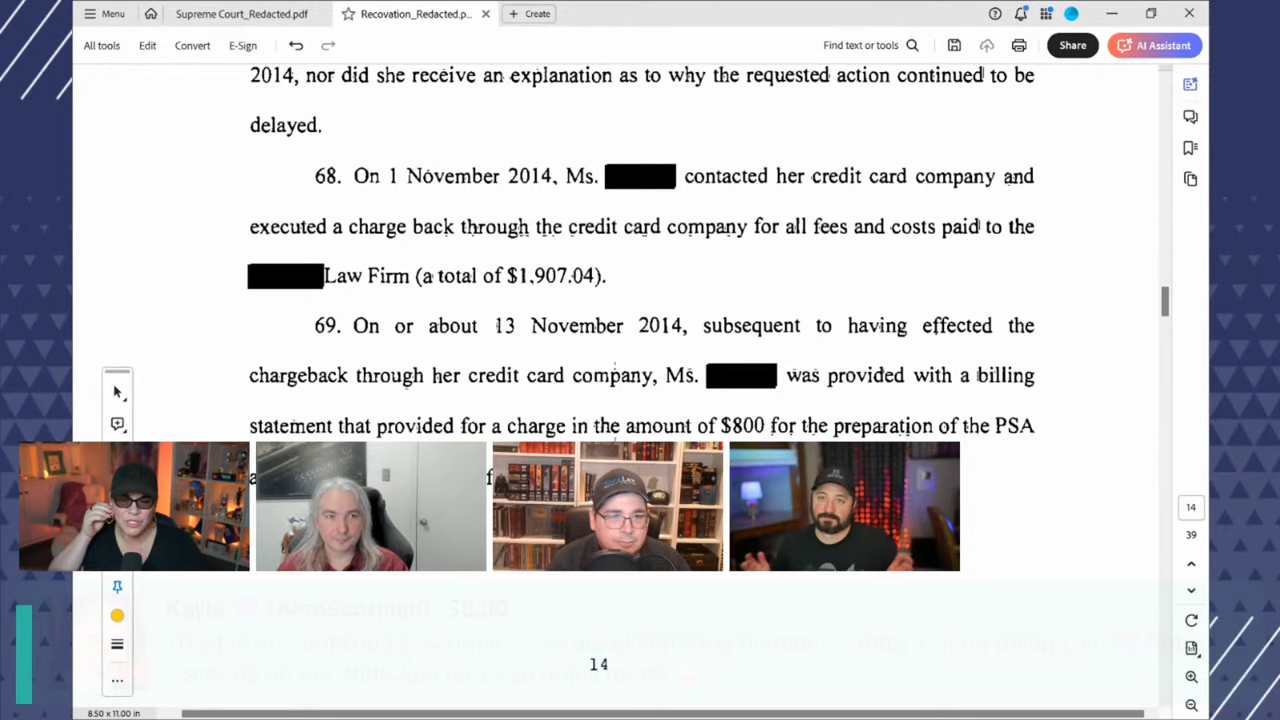 Menu
Supreme Court_Redacted.pdf
Recovation_Redacted.p...
Create
All tools
Edit
Convert
E-Sign
Find text or tools
Share
AI Assistant
2014, nor did she receive an explanation as to why the requested action continued to be
delayed.
68. On 1 November 2014, Ms. contacted her credit card company and
executed a charge back through the credit card company for all fees and costs paid to the
Law Firm (a total of $1,907.04).
69. On or about 13 November 2014, subsequent to having effected the
chargeback through her credit card company, Ms. was provided with a billing
statement that provided for a charge in the amount of $800 for the preparation of the PSA
14
39
14
8.50 x 11.00 in